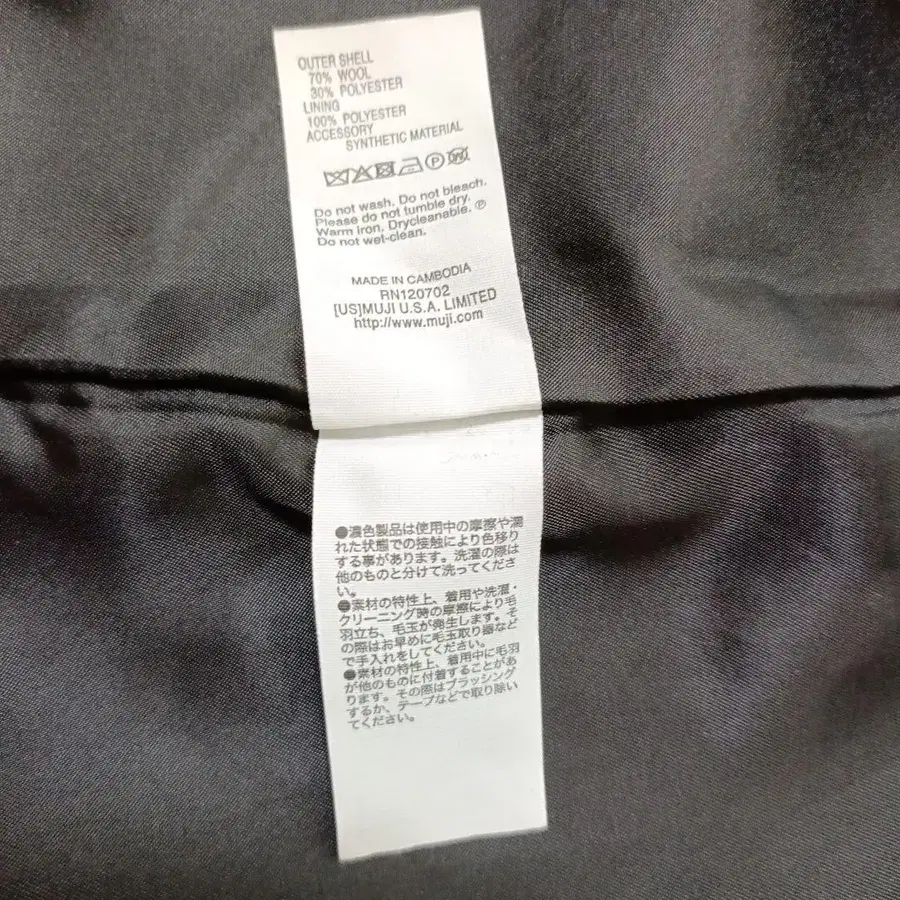 OUTER SHELL
70% WOOL
30% POLYESTER
LINING
100% POLYESTER
ACCESSORY
SYNTHETIC MATERIAL
P W
Do not wash. Do not bleach.
Please do not tumble dry.
Warm iron. Drycleanable. Ⓟ
Do not wet-clean.
MADE IN CAMBODIA
RN120702
[US]MUJI U.S.A. LIMITED
http://www.muji.com
●濃色製品は使用中の摩擦や濡
れた状態での接触により色移り
する事があります。洗濯の際は
他のものと分けて洗ってくださ
い。
●素材の特性上、着用や洗濯・
クリーニング時の摩擦により毛
羽立ち、毛玉が発生します。そ
の際はお早めに毛玉取り器など
で手入れをしてください。
●素材の特性上、着用中に毛羽
が他のものに付着することがあ
ります。その際はブラッシング
するか、テープなどで取り除い
てください。